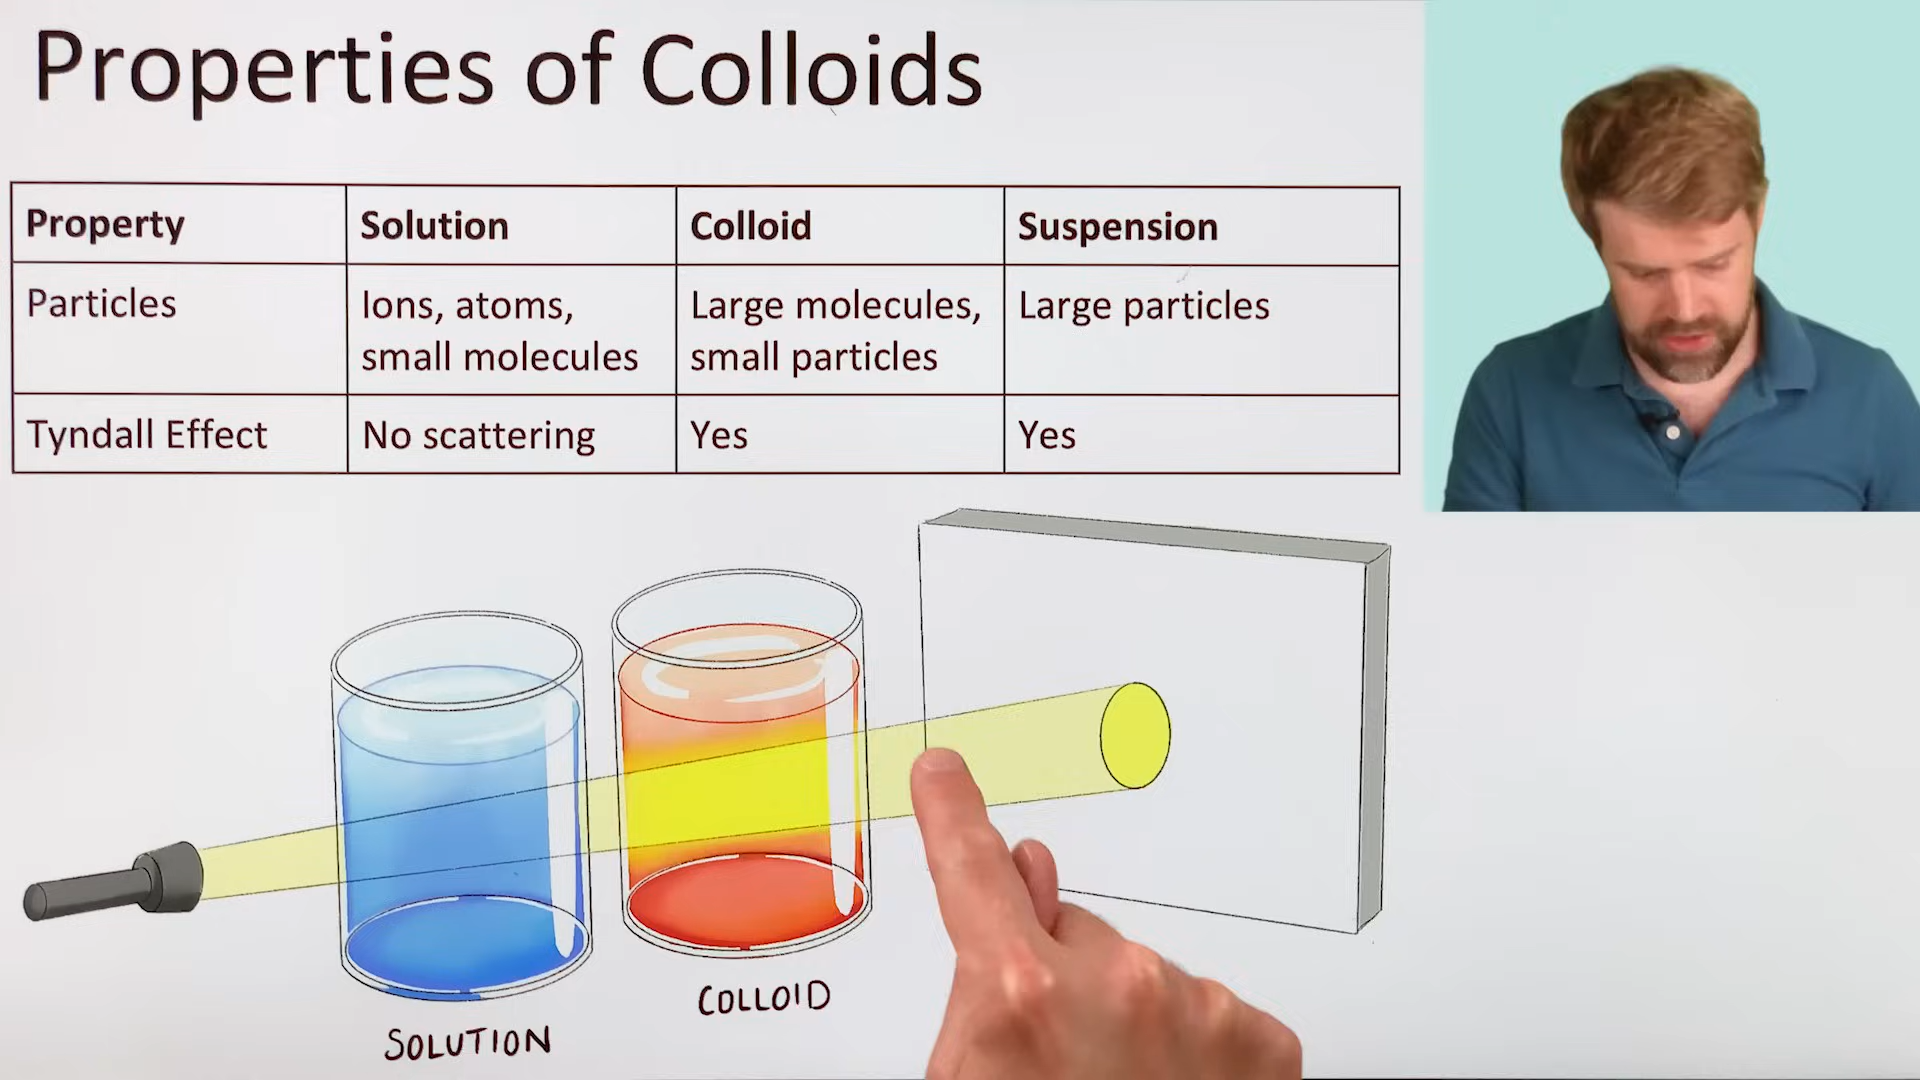 Properties of Colloids
Property Solution Colloid Suspension
Particles Ions, atoms, small molecules Large molecules, small particles Large particles
Tyndall Effect No scattering Yes Yes
COLLOID
SOLUTION